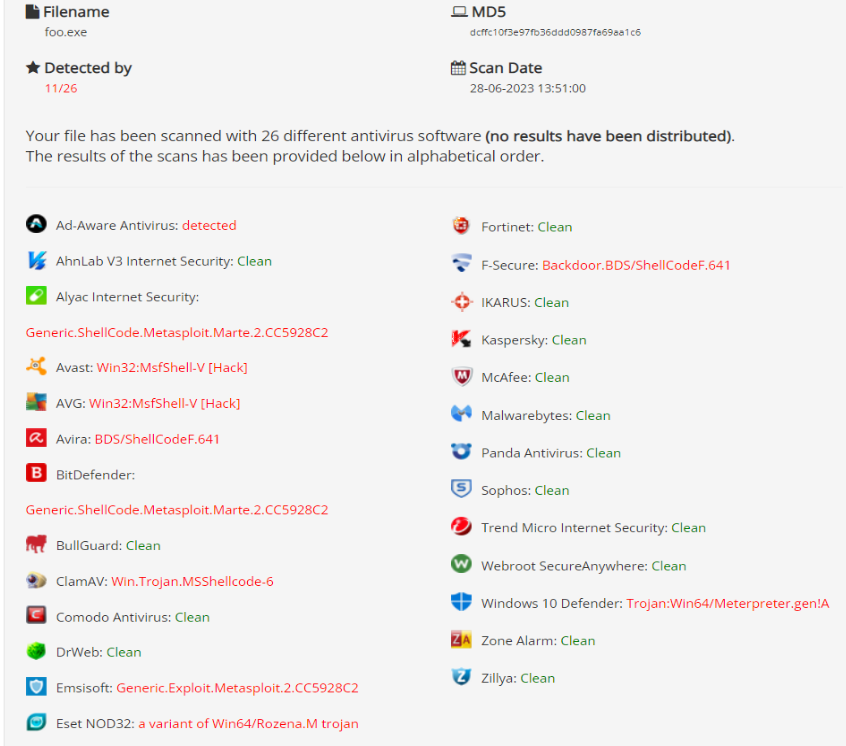 Filename
foo.exe
MD5
dcffc10f3e97fb36ddd0987fa69aa1c6
Detected by
11/26
Scan Date
28-06-2023 13:51:00
Your file has been scanned with 26 different antivirus software (no results have been distributed).
The results of the scans has been provided below in alphabetical order.
Ad-Aware Antivirus: detected
AhnLab V3 Internet Security: Clean
Alyac Internet Security:
Generic.ShellCode.Metasploit.Marte.2.CC5928C2
Avast: Win32:MsfShell-V [Hack]
AVG: Win32:MsfShell-V [Hack]
Avira: BDS/ShellCodeF.641
BitDefender:
Generic.ShellCode.Metasploit.Marte.2.CC5928C2
BullGuard: Clean
ClamAV: Win.Trojan.MSShellcode-6
Comodo Antivirus: Clean
DrWeb: Clean
Emsisoft: Generic.Exploit.Metasploit.2.CC5928C2
Eset NOD32: a variant of Win64/Rozena.M trojan
Fortinet: Clean
F-Secure: Backdoor.BDS/ShellCodeF.641
IKARUS: Clean
Kaspersky: Clean
McAfee: Clean
Malwarebytes: Clean
Panda Antivirus: Clean
Sophos: Clean
Trend Micro Internet Security: Clean
Webroot SecureAnywhere: Clean
Windows 10 Defender: Trojan:Win64/Meterpreter.gen!A
Zone Alarm: Clean
Zillya: Clean